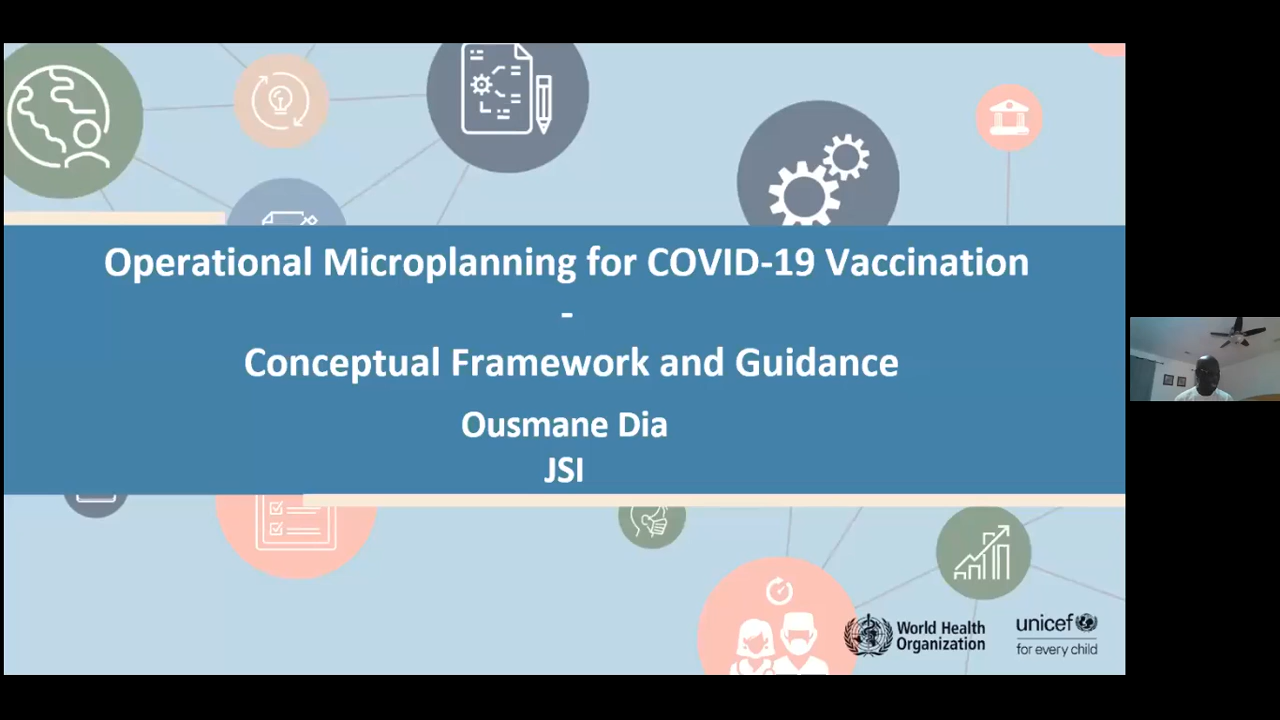 Operational Microplanning for COVID-19 Vaccination
-
Conceptual Framework and Guidance
Ousmane Dia
JSI
World Health
Organization
unicef
for every child